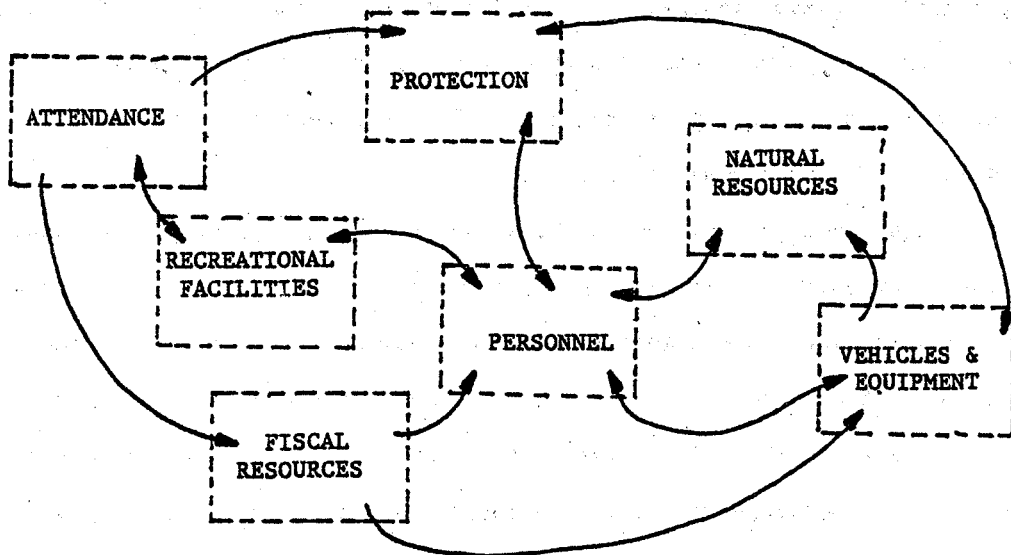 PROTECTION
ATTENDANCE
NATURAL
RESOURCES
RECREATIONAL
FACILITIES
PERSONNEL
VEHICLES &
EQUIPMENT
FISCAL
RESOURCES